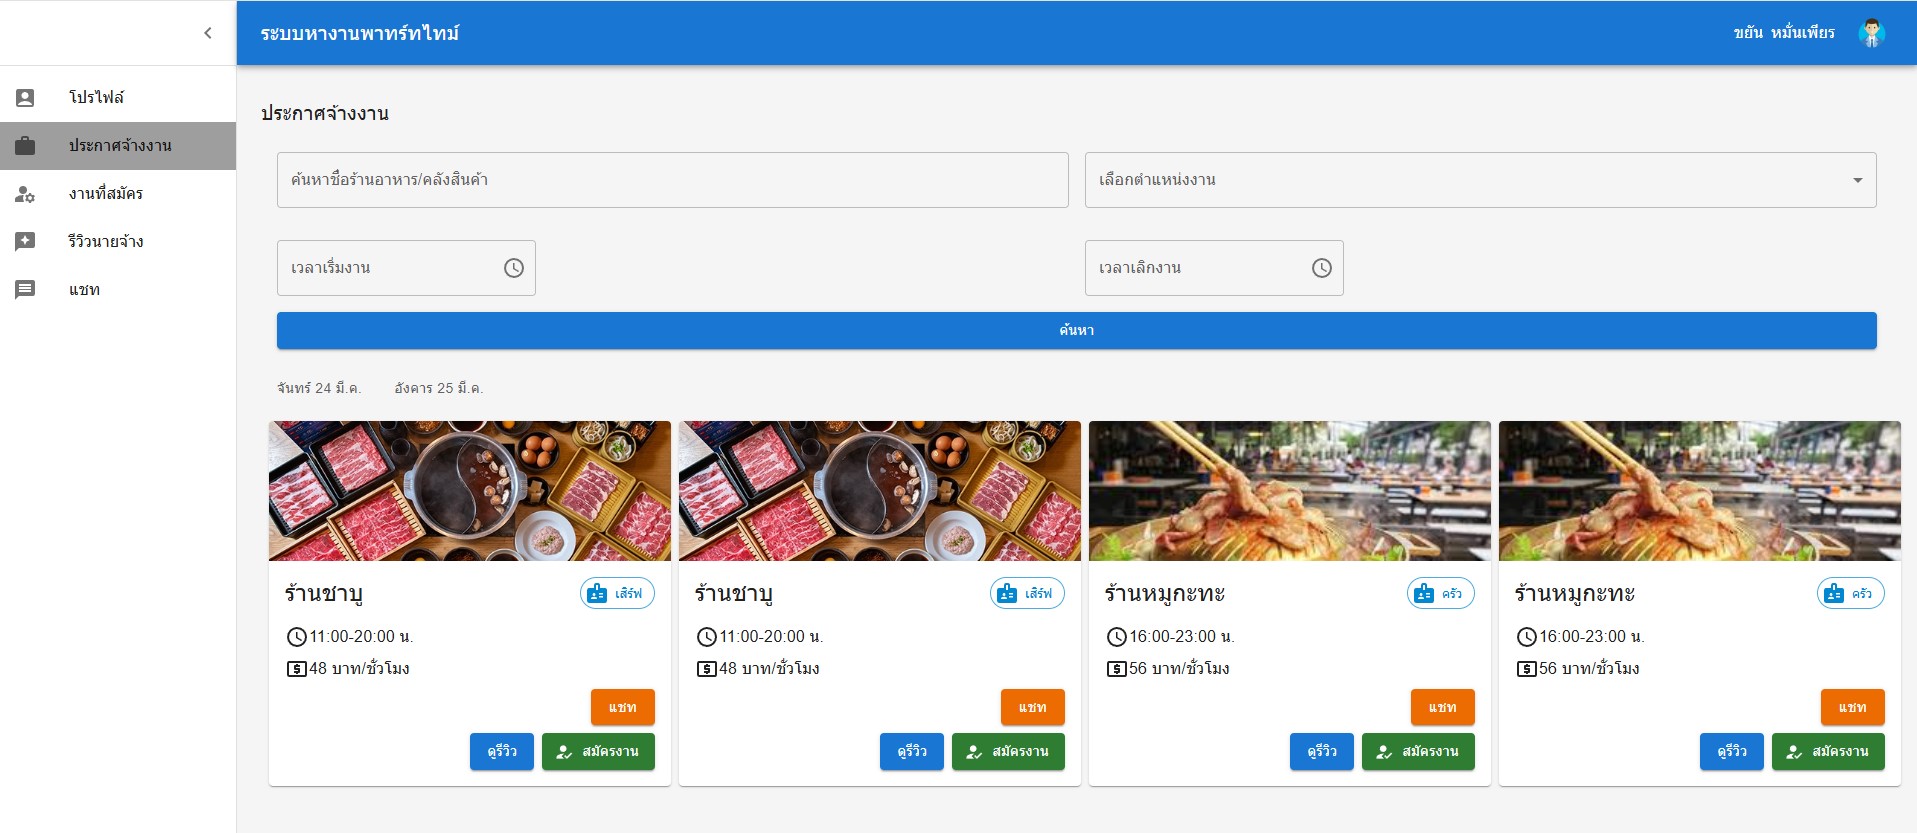 ระบบหางานพาทร์ทไทม์
ขยัน หมั่นเพียร
โปรไฟล์
ประกาศจ้างงาน
งานที่สมัคร
รีวิวนายจ้าง
แชท
ประกาศจ้างงาน
ค้นหาชื่อร้านอาหาร/คลังสินค้า
เลือกตำแหน่งงาน
เวลาเริ่มงาน
เวลาเลิกงาน
ค้นหา
จันทร์ 24 มี.ค.
อังคาร 25 มี.ค.
ร้านชาบู
เสิร์ฟ
11:00-20:00 น.
48 บาท/ชั่วโมง
แชท
ดูรีวิว
สมัครงาน
ร้านชาบู
เสิร์ฟ
11:00-20:00 น.
48 บาท/ชั่วโมง
แชท
ดูรีวิว
สมัครงาน
ร้านหมูกะทะ
ครัว
16:00-23:00 น.
56 บาท/ชั่วโมง
แชท
ดูรีวิว
สมัครงาน
ร้านหมูกะทะ
ครัว
16:00-23:00 น.
56 บาท/ชั่วโมง
แชท
ดูรีวิว
สมัครงาน